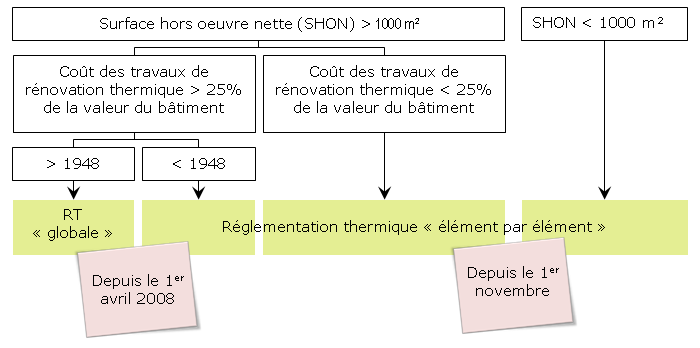 Surface hors oeuvre nette (SHON) > 1000 m²
SHON < 1000 m²
Coût des travaux de
rénovation thermique > 25%
de la valeur du bâtiment
Coût des travaux de
rénovation thermique < 25%
de la valeur du bâtiment
> 1948
< 1948
RT
« globale »
Réglementation thermique « élément par élément »
Depuis le 1er
avril 2008
Depuis le 1er
novembre